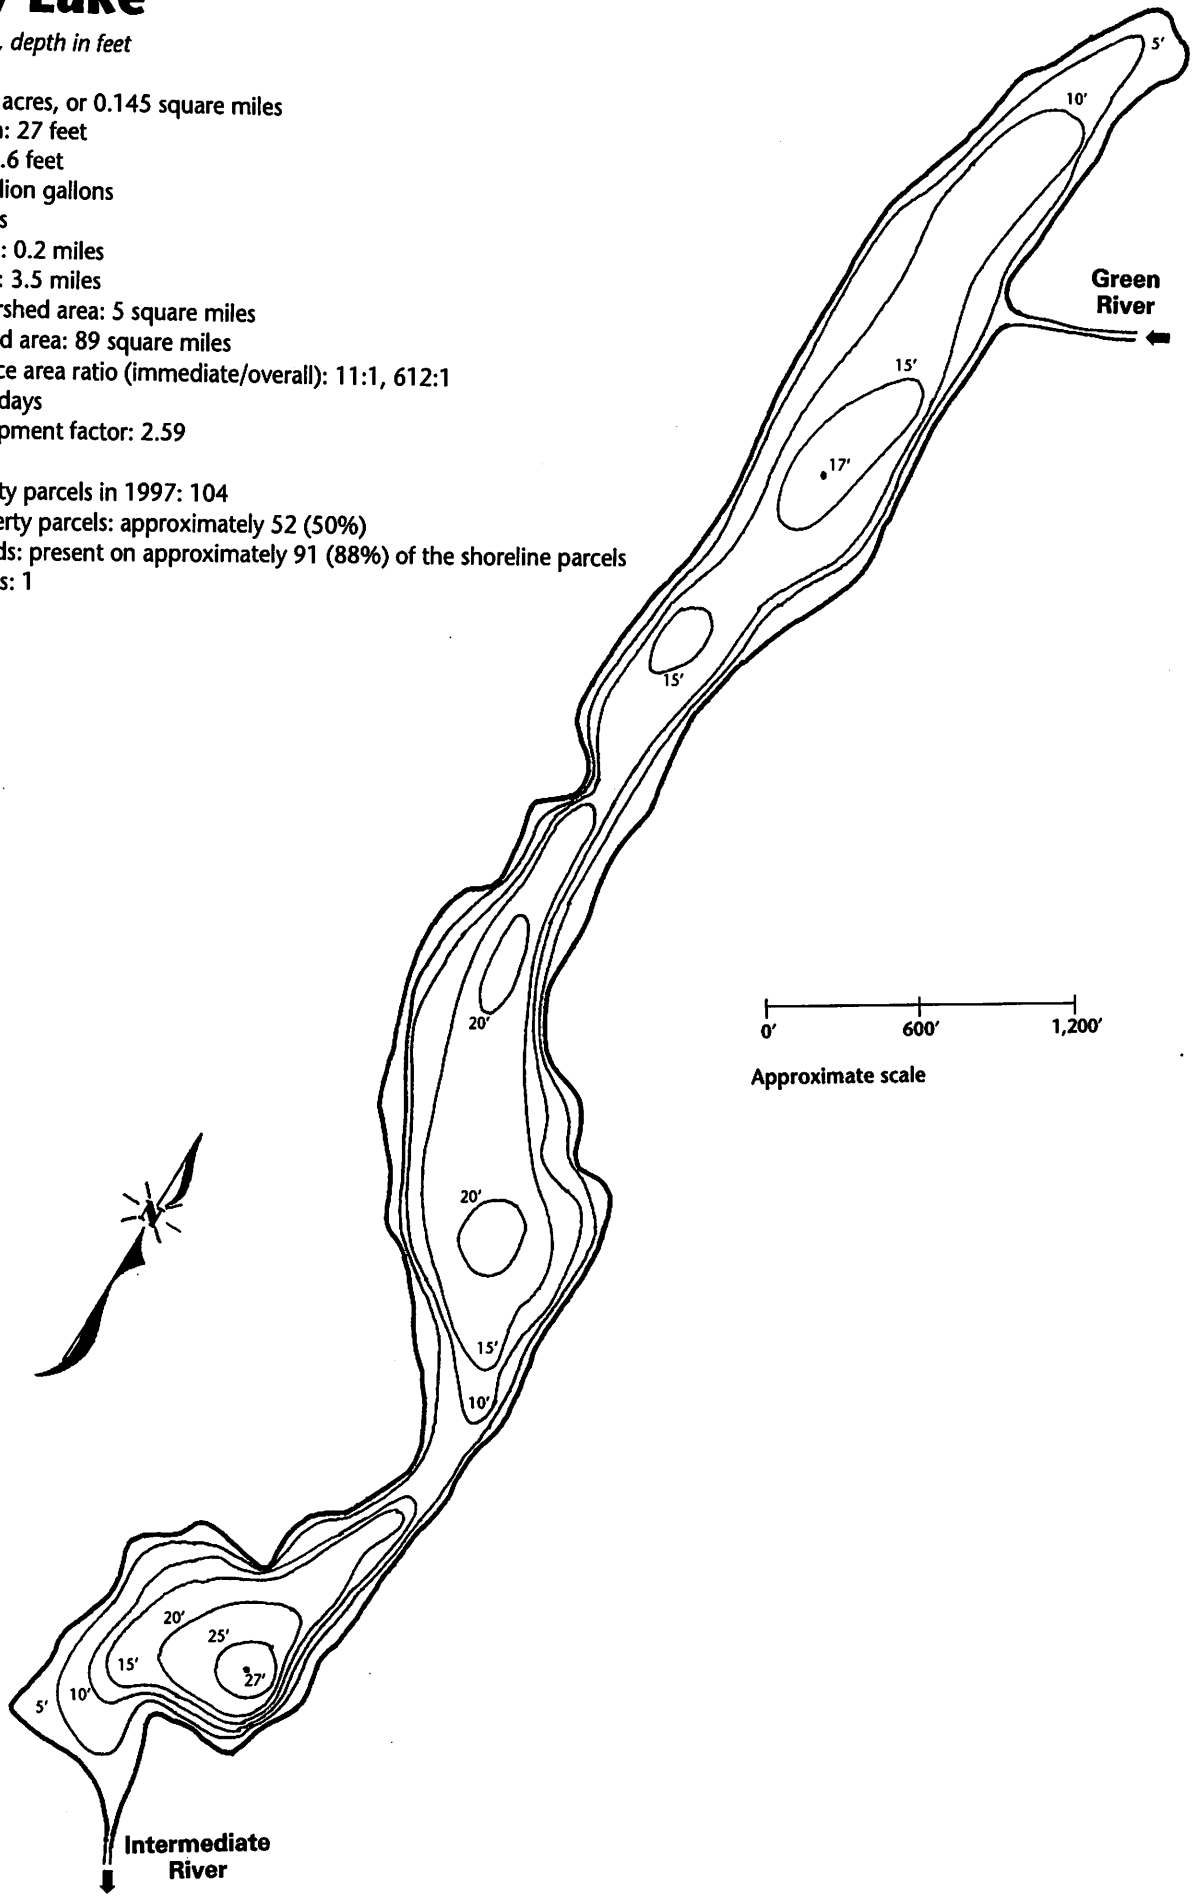 Lake
, depth in feet
acres, or 0.145 square miles
: 27 feet
.6 feet
lion gallons
s
: 0.2 miles
: 3.5 miles
rshed area: 5 square miles
d area: 89 square miles
ce area ratio (immediate/overall): 11:1, 612:1
days
pment factor: 2.59
ty parcels in 1997: 104
erty parcels: approximately 52 (50%)
ds: present on approximately 91 (88%) of the shoreline parcels
s: 1
5'
10'
Green
River
15'
17'
15'
20'
0'
600'
1,200'
Approximate scale
N
20'
15'
10'
20'
25'
15'
27'
10'
5'
Intermediate
River